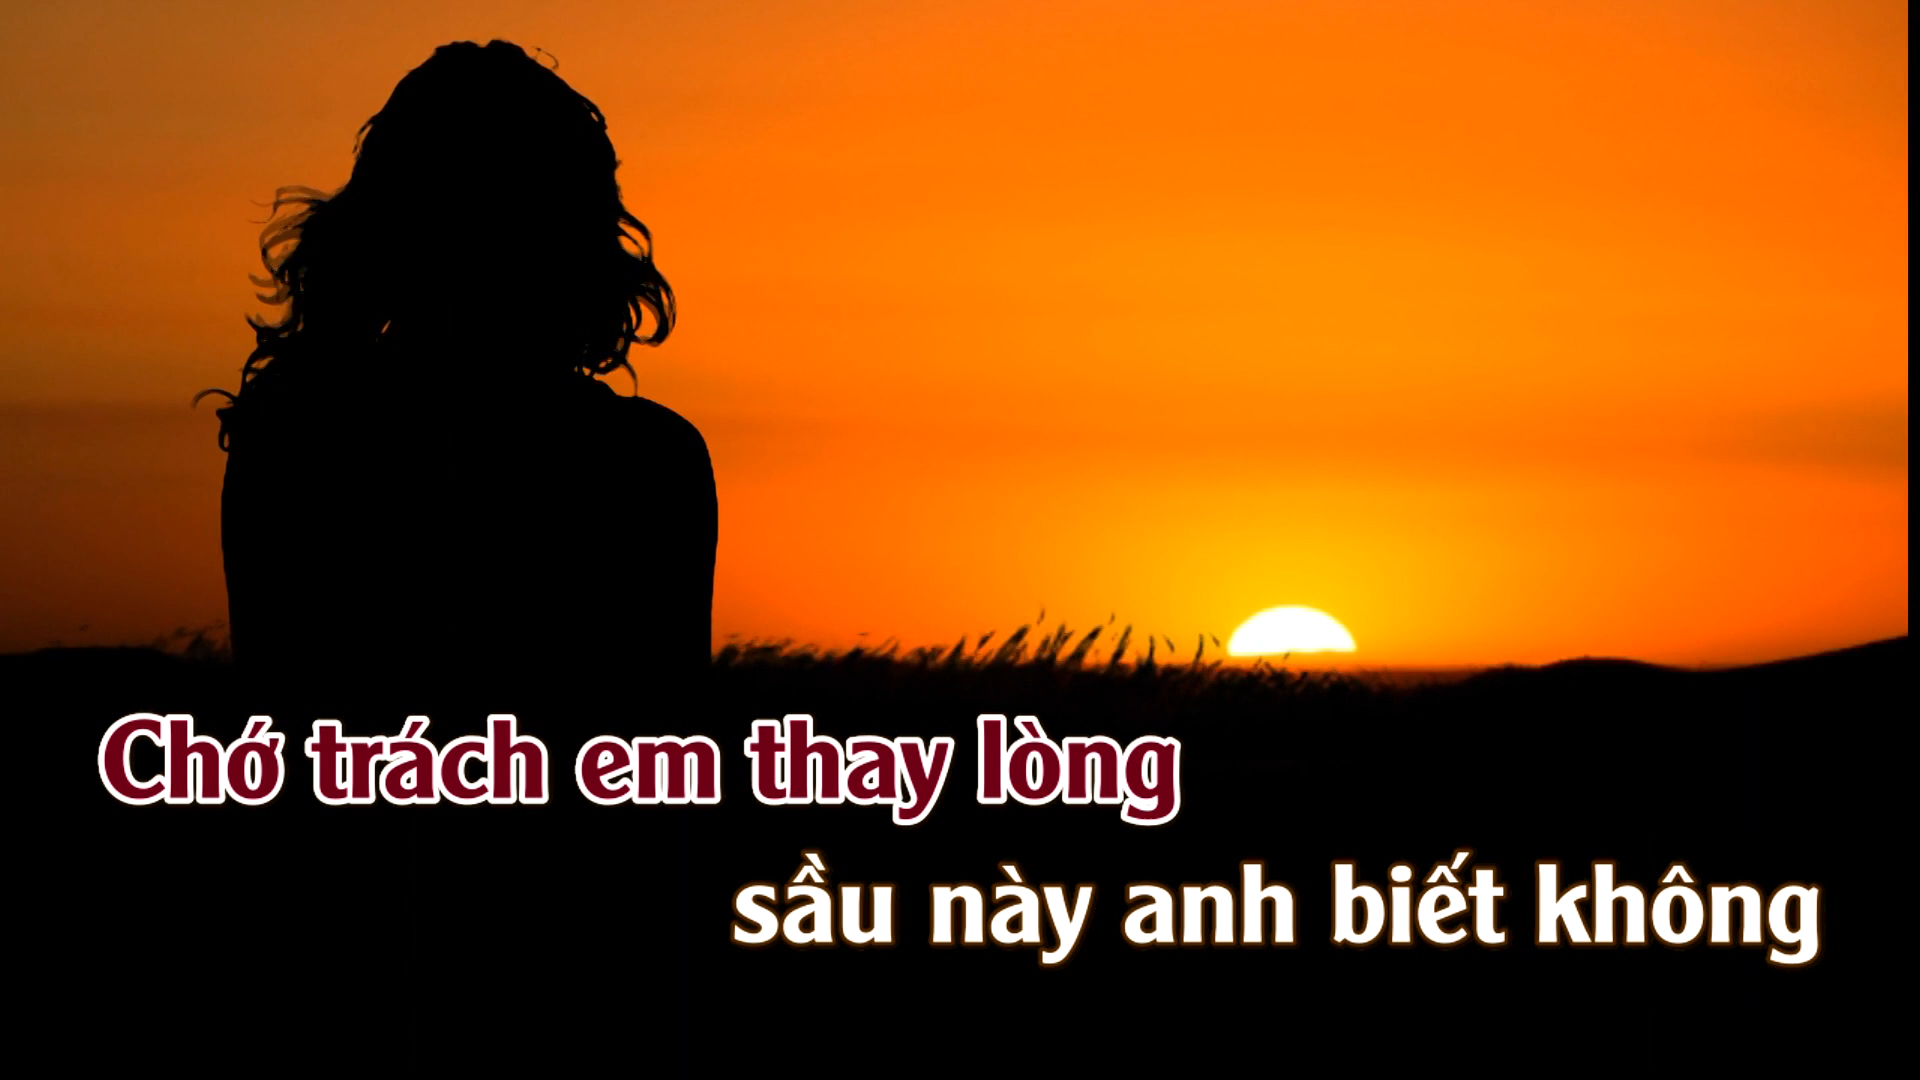 Chớ trách em thay lòng
sầu này anh biết không